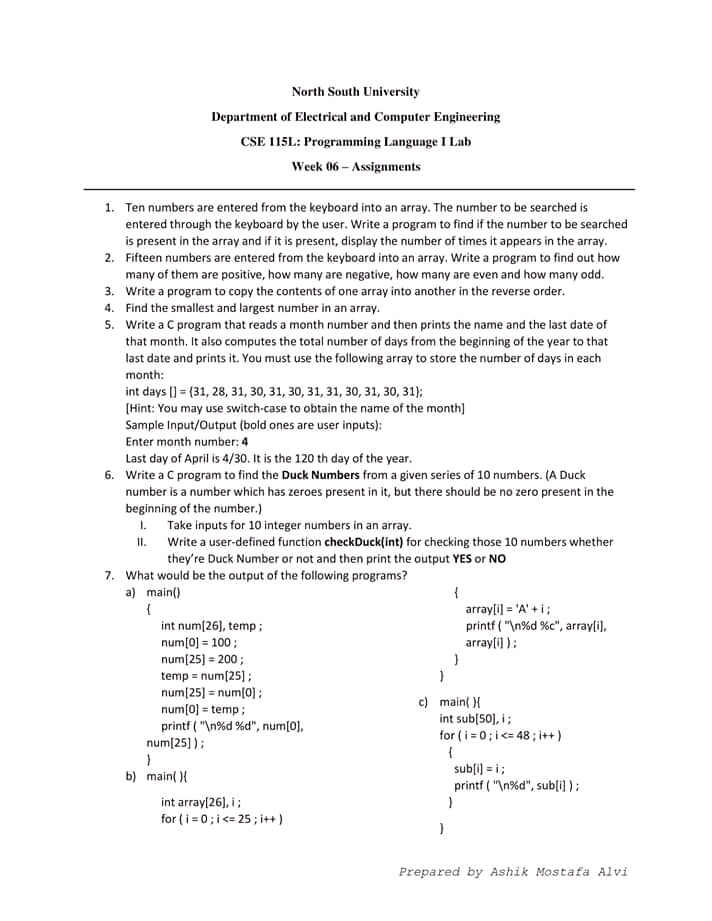 North South University
Department of Electrical and Computer Engineering
CSE 115L: Programming Language I Lab
Week 06 – Assignments
1. Ten numbers are entered from the keyboard into an array. The number to be searched is
entered through the keyboard by the user. Write a program to find if the number to be searched
is present in the array and if it is present, display the number of times it appears in the array.
2. Fifteen numbers are entered from the keyboard into an array. Write a program to find out how
many of them are positive, how many are negative, how many are even and how many odd.
3. Write a program to copy the contents of one array into another in the reverse order.
4. Find the smallest and largest number in an array.
5. Write a C program that reads a month number and then prints the name and the last date of
that month. It also computes the total number of days from the beginning of the year to that
last date and prints it. You must use the following array to store the number of days in each
month:
int days [] = {31, 28, 31, 30, 31, 30, 31, 31, 30, 31, 30, 31};
[Hint: You may use switch-case to obtain the name of the month]
Sample Input/Output (bold ones are user inputs):
Enter month number: 4
Last day of April is 4/30. It is the 120 th day of the year.
6. Write a C program to find the Duck Numbers from a given series of 10 numbers. (A Duck
number is a number which has zeroes present in it, but there should be no zero present in the
beginning of the number.)
I. Take inputs for 10 integer numbers in an array.
II. Write a user-defined function checkDuck(int) for checking those 10 numbers whether
they're Duck Number or not and then print the output YES or NO
7. What would be the output of the following programs?
a) main()
{
int num[26], temp ;
num[0] = 100 ;
num[25] = 200 ;
temp = num[25] ;
num[25] = num[0] ;
num[0] = temp ;
printf ( "\n%d %d", num[0],
num[25] ) ;
}
b) main( ){
int array[26], i ;
for ( i = 0 ; i <= 25 ; i++ )
{
array[i] = 'A' + i ;
printf ( "\n%d %c", array[i],
array[i] ) ;
}
}
c) main( ){
int sub[50], i ;
for ( i = 0 ; i <= 48 ; i++ )
{
sub[i] = i ;
printf ( "\n%d", sub[i] ) ;
}
}
Prepared by Ashik Mostafa Alvi